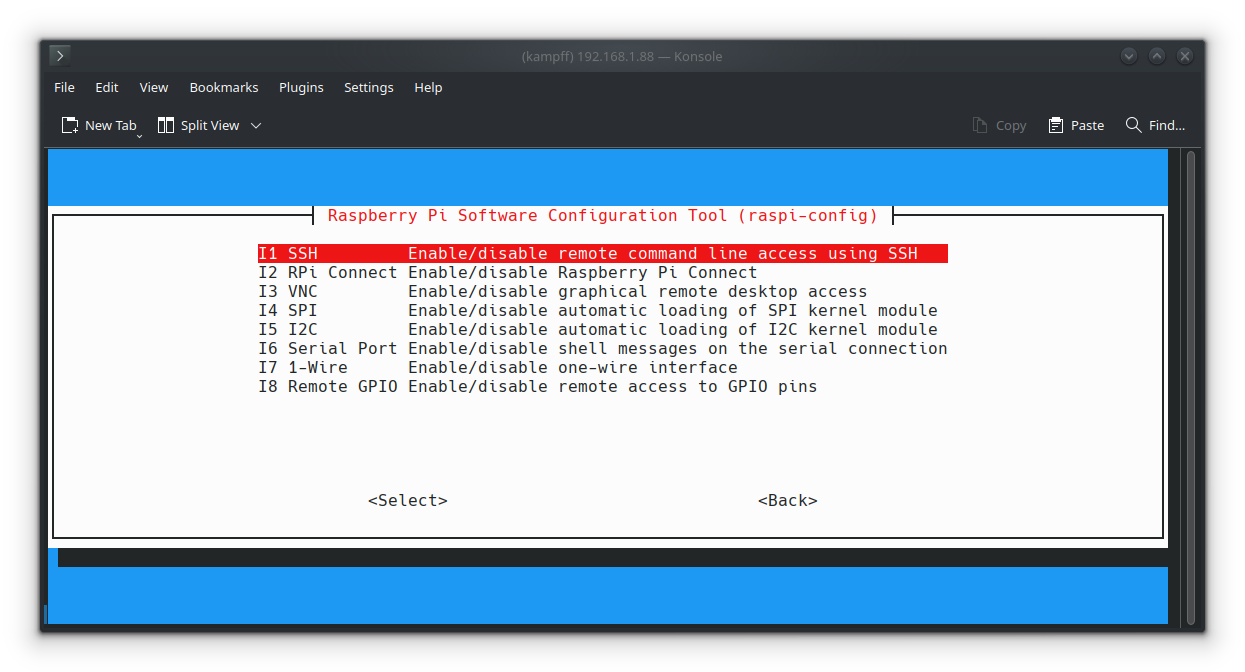 (kampff) 192.168.1.88 — Konsole
File Edit View Bookmarks Plugins Settings Help
New Tab Split View Copy Paste Find...
Raspberry Pi Software Configuration Tool (raspi-config)
I1 SSH Enable/disable remote command line access using SSH
I2 RPi Connect Enable/disable Raspberry Pi Connect
I3 VNC Enable/disable graphical remote desktop access
I4 SPI Enable/disable automatic loading of SPI kernel module
I5 I2C Enable/disable automatic loading of I2C kernel module
I6 Serial Port Enable/disable shell messages on the serial connection
I7 1-Wire Enable/disable one-wire interface
I8 Remote GPIO Enable/disable remote access to GPIO pins
<Select> <Back>